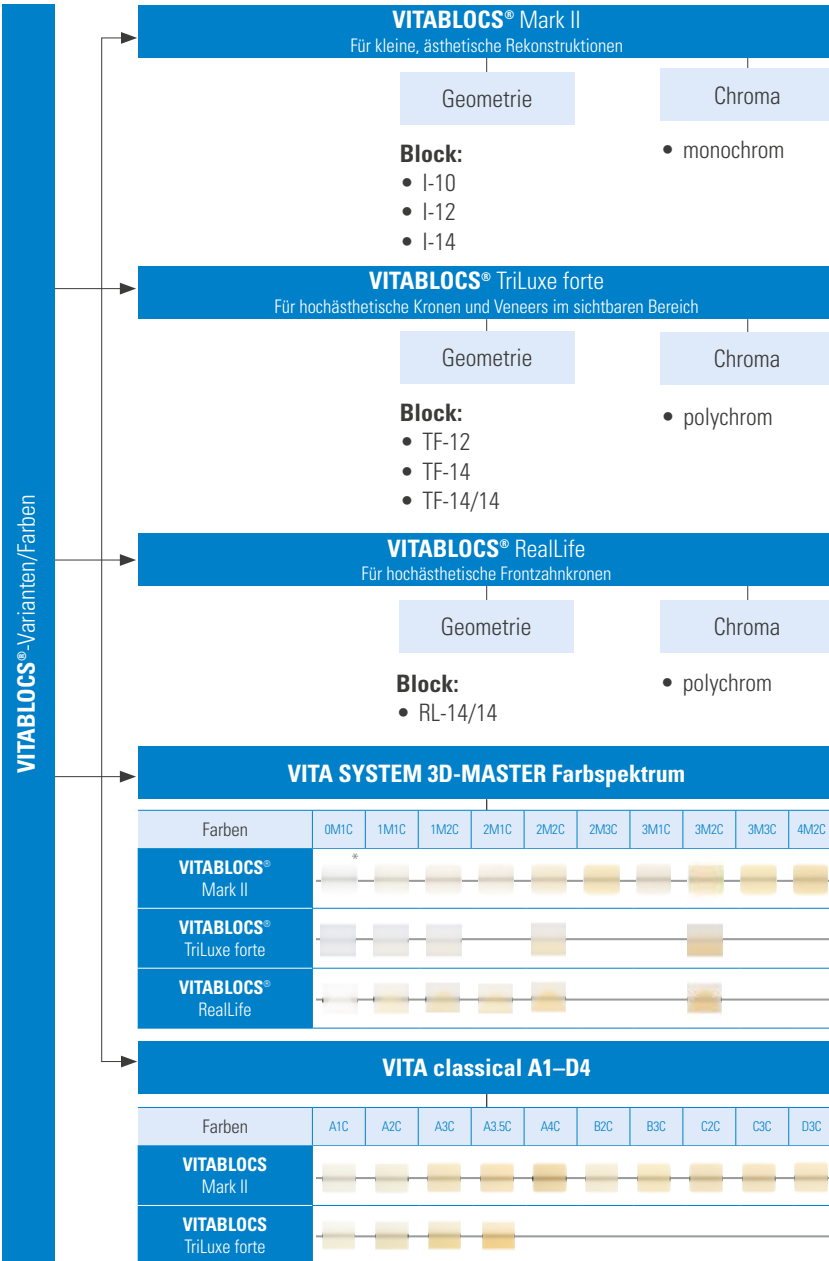 VITABLOCS®-Varianten/Farben
VITABLOCS® Mark II
Für kleine, ästhetische Rekonstruktionen
Geometrie
Chroma
Block:
• I-10
• I-12
• I-14
• monochrom
VITABLOCS® TriLuxe forte
Für hochästhetische Kronen und Veneers im sichtbaren Bereich
Geometrie
Chroma
Block:
• TF-12
• TF-14
• TF-14/14
• polychrom
VITABLOCS® RealLife
Für hochästhetische Frontzahnkronen
Geometrie
Chroma
Block:
• RL-14/14
• polychrom
VITA SYSTEM 3D-MASTER Farbspektrum
Farben 0M1C 1M1C 1M2C 2M1C 2M2C 2M3C 3M1C 3M2C 3M3C 4M2C
VITABLOCS®
Mark II
*
VITABLOCS®
TriLuxe forte
VITABLOCS®
RealLife
VITA classical A1–D4
Farben A1C A2C A3C A3.5C A4C B2C B3C C2C C3C D3C
VITABLOCS
Mark II
VITABLOCS
TriLuxe forte